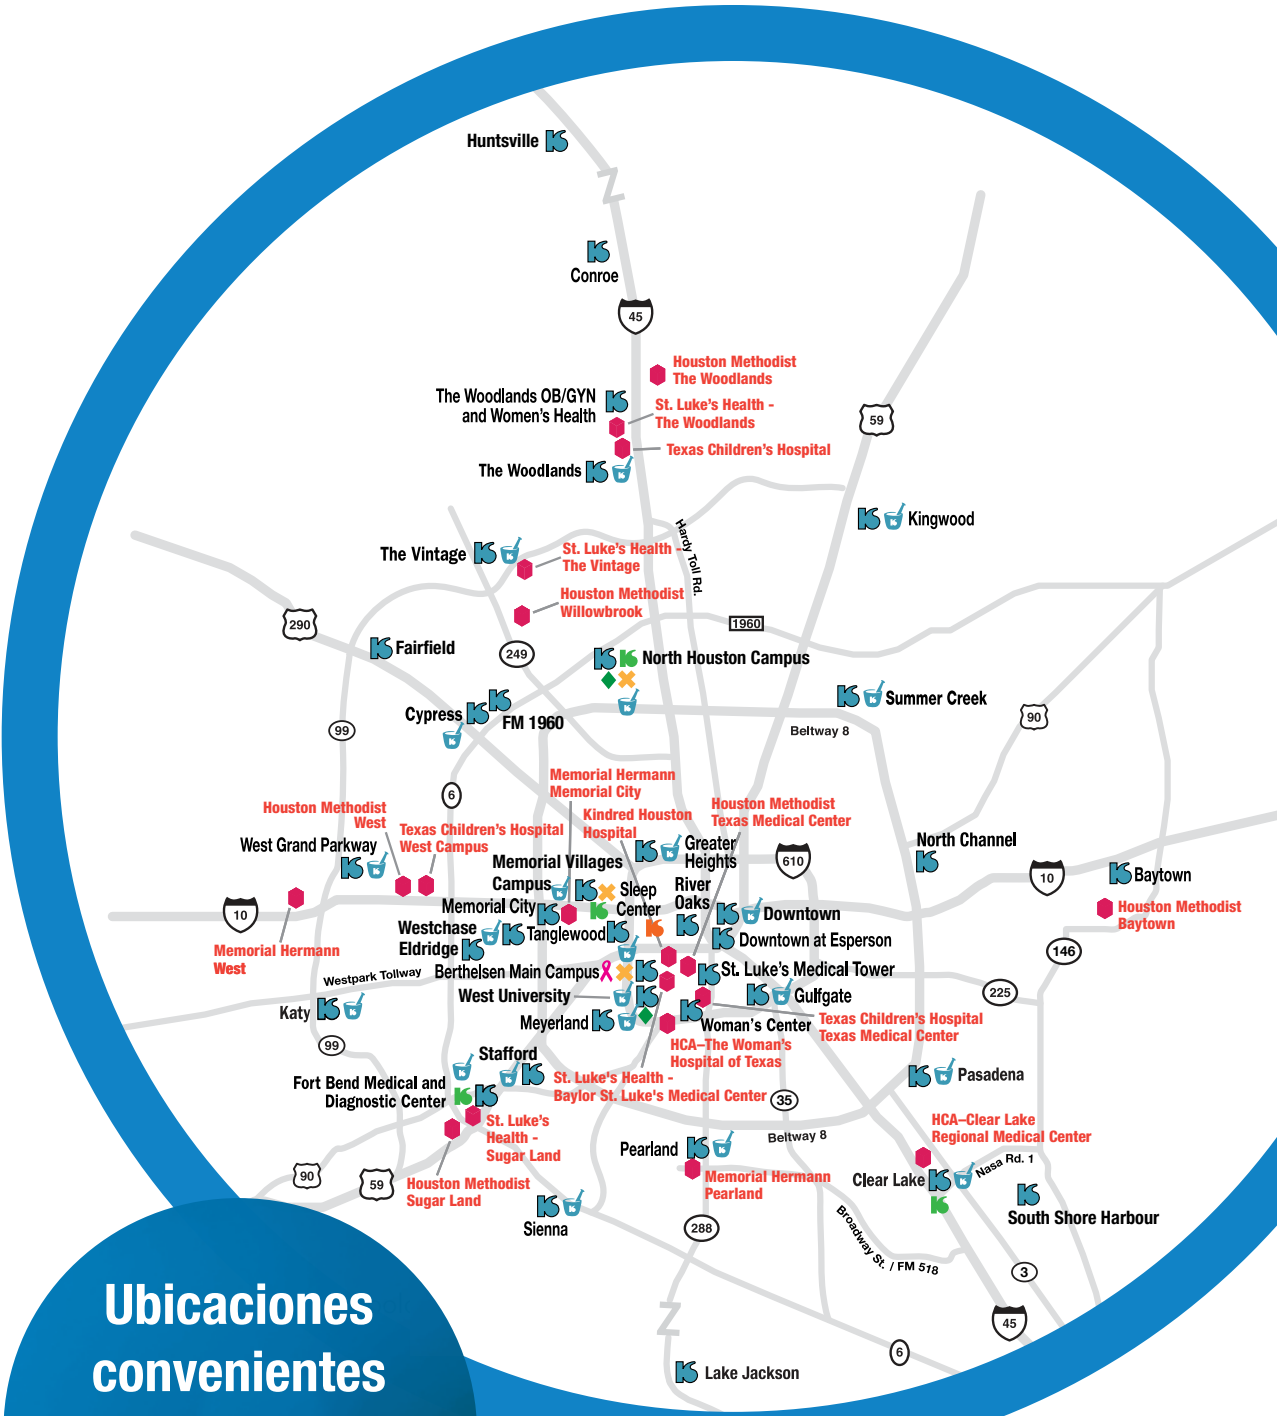 Huntsville
Conroe
45
Houston Methodist
The Woodlands
The Woodlands OB/GYN
and Women's Health
St. Luke's Health -
The Woodlands
Texas Children's Hospital
The Woodlands
59
Kingwood
Hardy Toll Rd.
The Vintage
St. Luke's Health -
The Vintage
Houston Methodist
Willowbrook
290
1960
Fairfield
249
North Houston Campus
Summer Creek
Cypress
FM 1960
99
Beltway 8
90
Memorial Hermann
Memorial City
6
Houston Methodist
West
Texas Children's Hospital
West Campus
Kindred Houston
Hospital
Houston Methodist
Texas Medical Center
West Grand Parkway
Greater
Heights
610
North Channel
10
Baytown
Memorial Villages
Campus
Sleep
Center
River
Oaks
10
Memorial City
Downtown
Houston Methodist
Baytown
Westchase
Eldridge
Tanglewood
Downtown at Esperson
146
Memorial Hermann
West
Westpark Tollway
Berthelsen Main Campus
St. Luke's Medical Tower
225
West University
Gulfgate
Katy
Meyerland
Woman's Center
Texas Children's Hospital
Texas Medical Center
99
HCA–The Woman's
Hospital of Texas
Stafford
St. Luke's Health -
Baylor St. Luke's Medical Center
Pasadena
Fort Bend Medical and
Diagnostic Center
35
St. Luke's
Health -
Sugar Land
HCA–Clear Lake
Regional Medical Center
Beltway 8
Pearland
Nasa Rd. 1
90
59
Houston Methodist
Sugar Land
Memorial Hermann
Pearland
Clear Lake
South Shore Harbour
Sienna
288
Broadway St. / FM 518
3
45
6
Lake Jackson
Ubicaciones
convenientes